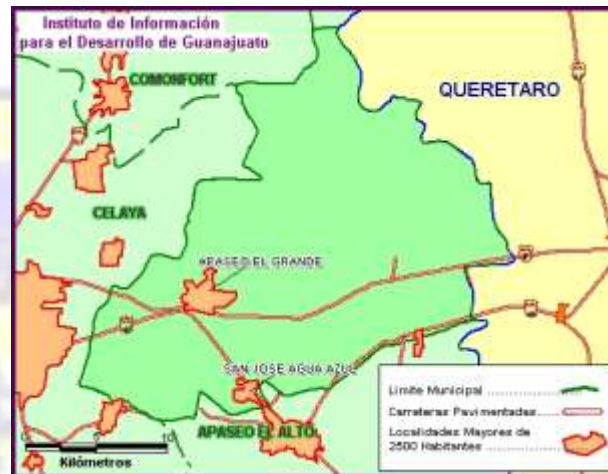 Instituto de Información
para el Desarrollo de Guanajuato
COMONFORT
QUERETARO
CELAYA
APASEO EL GRANDE
SAN JOSE AGUA AZUL
APASEO EL ALTO
0 5 10
Kilómetros
Limite Municipal
Carreteras Pavimentadas
Localidades Mayores de
2500 Habitantes